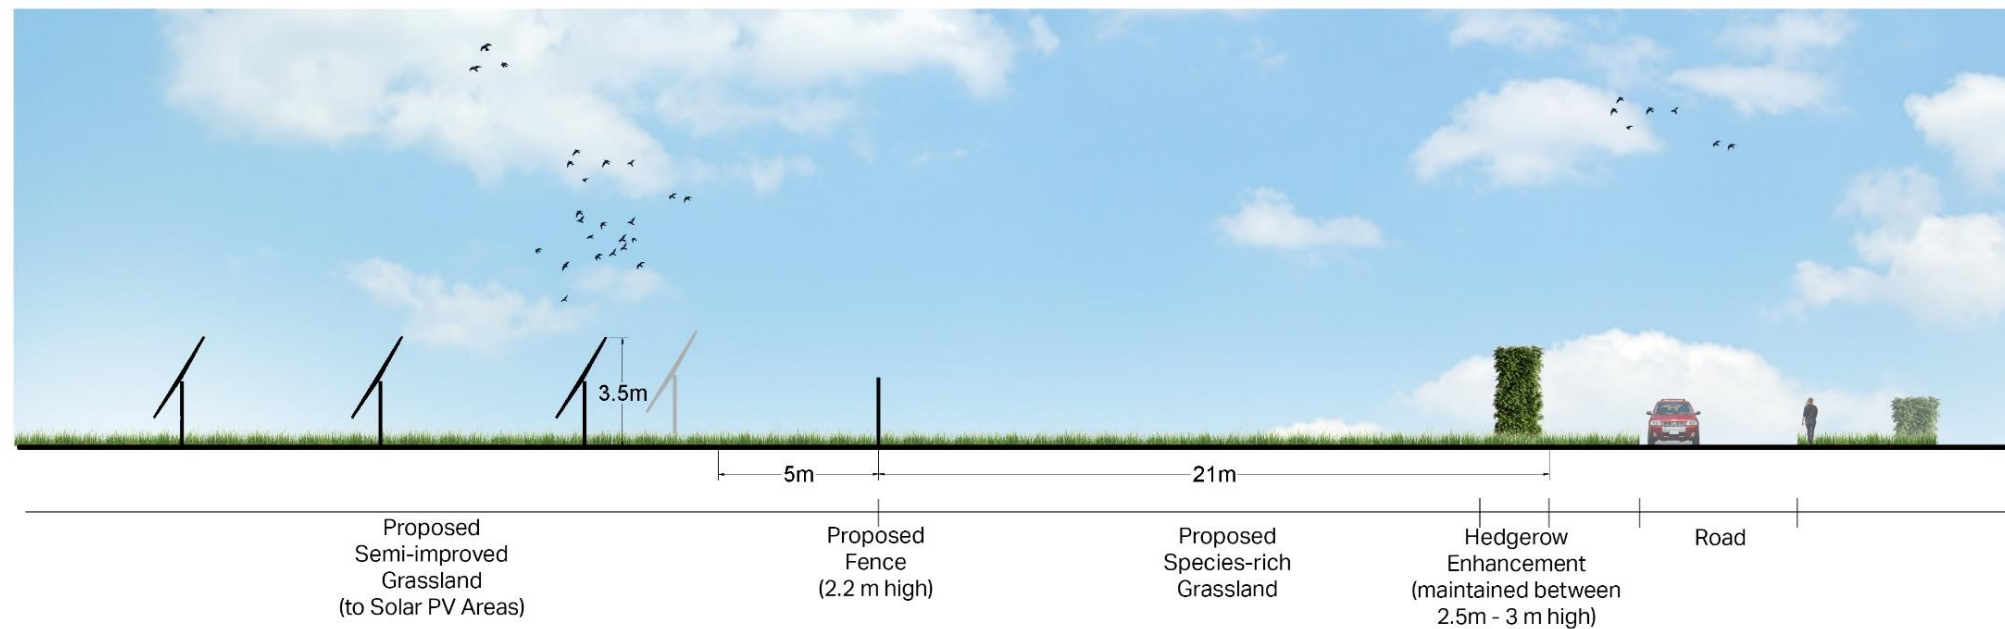 3.5m
5m
21m
Proposed
Semi-improved
Grassland
(to Solar PV Areas)
Proposed
Fence
(2.2 m high)
Proposed
Species-rich
Grassland
Hedgerow
Enhancement
(maintained between
2.5m - 3 m high)
Road